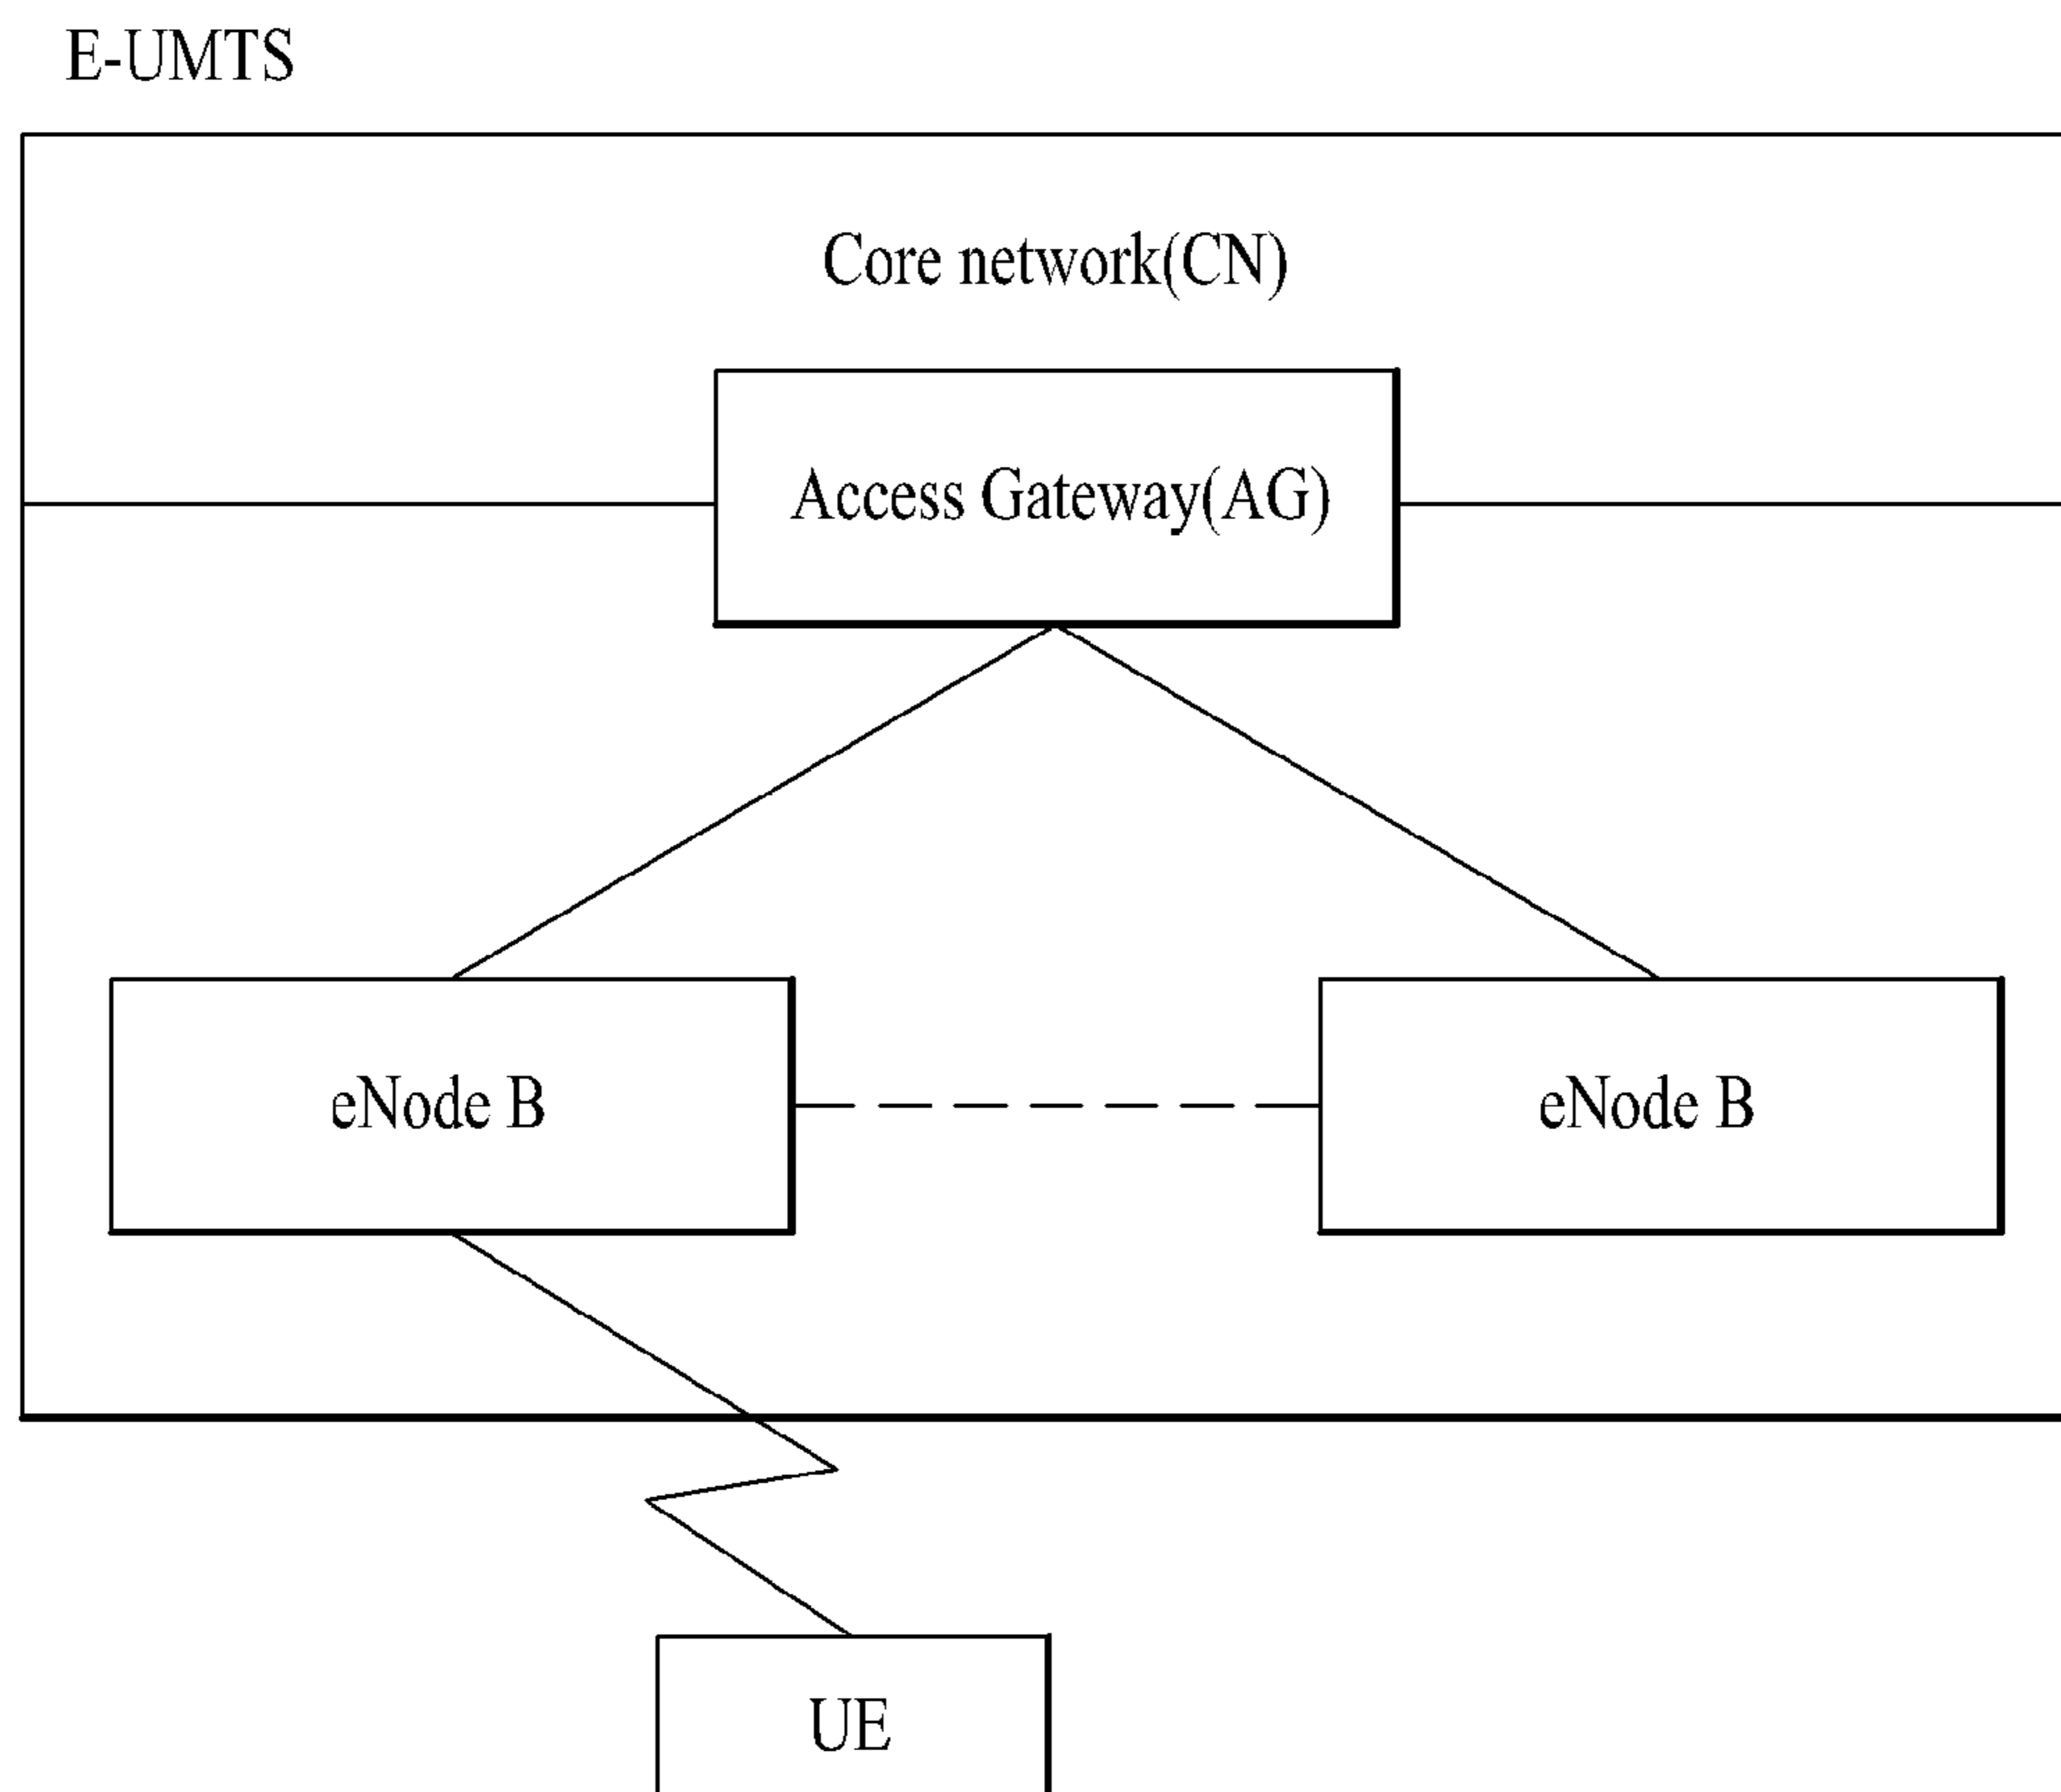 E-UMTS
Core network(CN)
Access Gateway(AG)
eNode B
eNode B
UE